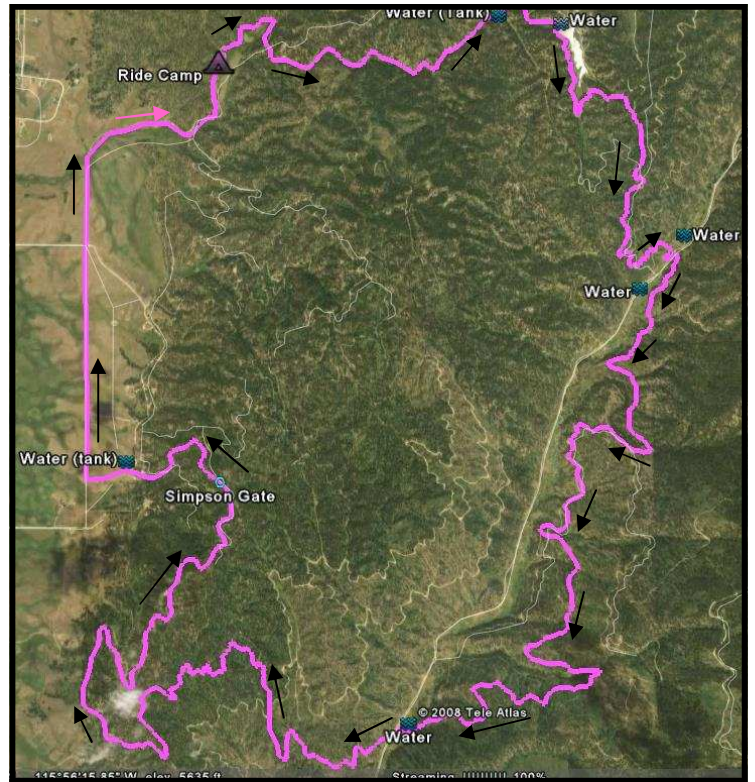 Water (Tank)
Water
Ride Camp
Water
Water
Water (tank)
Simpson Gate
© 2008 Tele Atlas
Water
115°56'15.85" W elev 5635 ft
Streaming ||||||||| 100%